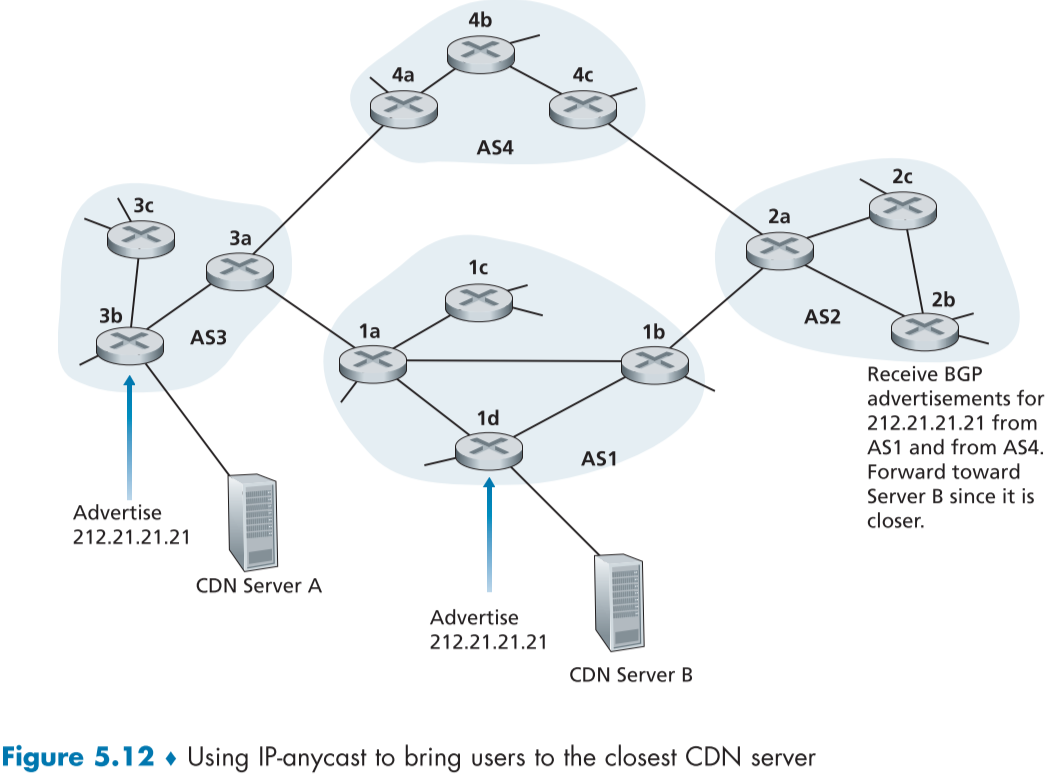 4b
4a
4c
AS4
2c
3c
2a
3a
1c
2b
3b
AS2
AS3
1a
1b
Receive BGP
advertisements for
212.21.21.21 from
AS1 and from AS4.
Forward toward
Server B since it is
closer.
1d
AS1
Advertise
212.21.21.21
CDN Server A
Advertise
212.21.21.21
CDN Server B
Figure 5.12 ♦ Using IP-anycast to bring users to the closest CDN server